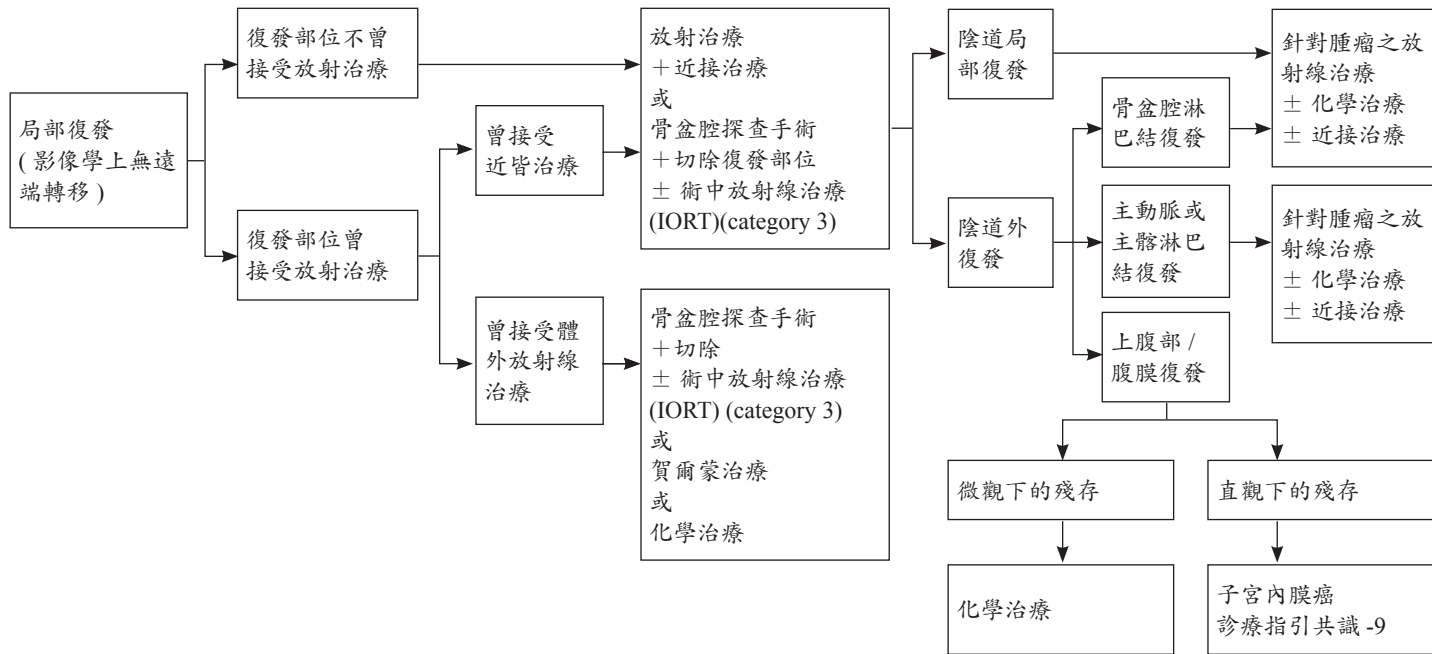 局部復發
( 影像學上無遠
端轉移 )
復發部位不曾
接受放射治療
復發部位曾
接受放射治療
曾接受
近皆治療
曾接受體
外放射線
治療
放射治療
＋近接治療
或
骨盆腔探查手術
＋切除復發部位
± 術中放射線治療
(IORT)(category 3)
骨盆腔探查手術
＋切除
± 術中放射線治療
(IORT) (category 3)
或
賀爾蒙治療
或
化學治療
陰道局
部復發
陰道外
復發
骨盆腔淋
巴結復發
主動脈或
主髂淋巴
結復發
上腹部 /
腹膜復發
針對腫瘤之放
射線治療
± 化學治療
± 近接治療
針對腫瘤之放
射線治療
± 化學治療
± 近接治療
微觀下的殘存
直觀下的殘存
化學治療
子宮內膜癌
診療指引共識 -9